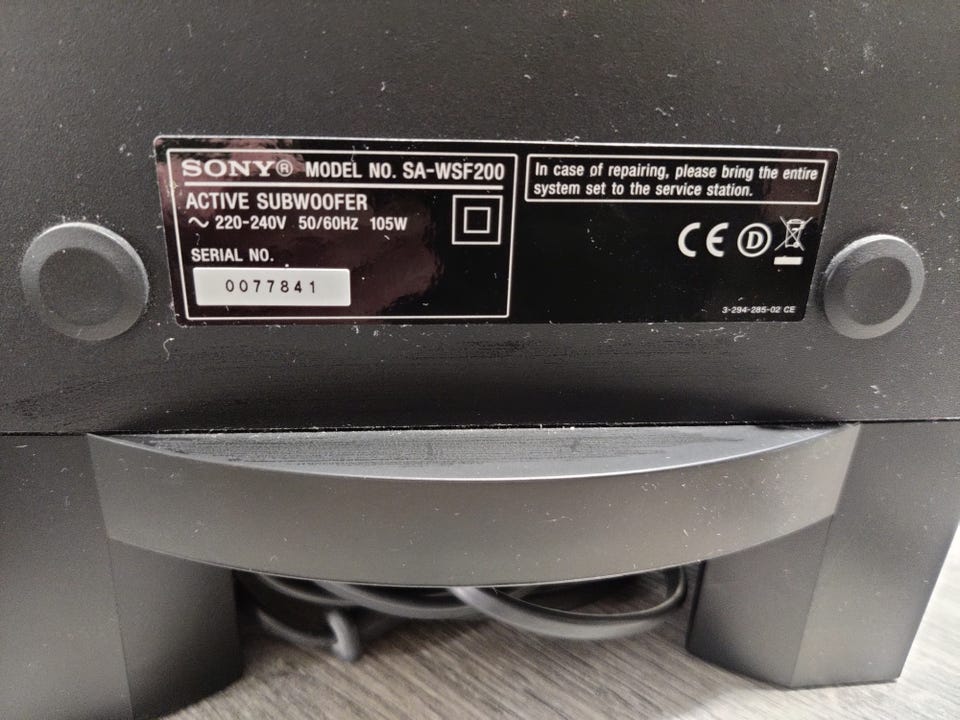 SONY® MODEL NO. SA-WSF200
ACTIVE SUBWOOFER
~ 220-240V 50/60HZ 105W
SERIAL NO.
0077841
In case of repairing, please bring the entire
system set to the service station.
CE D
3-294-285-02 CE